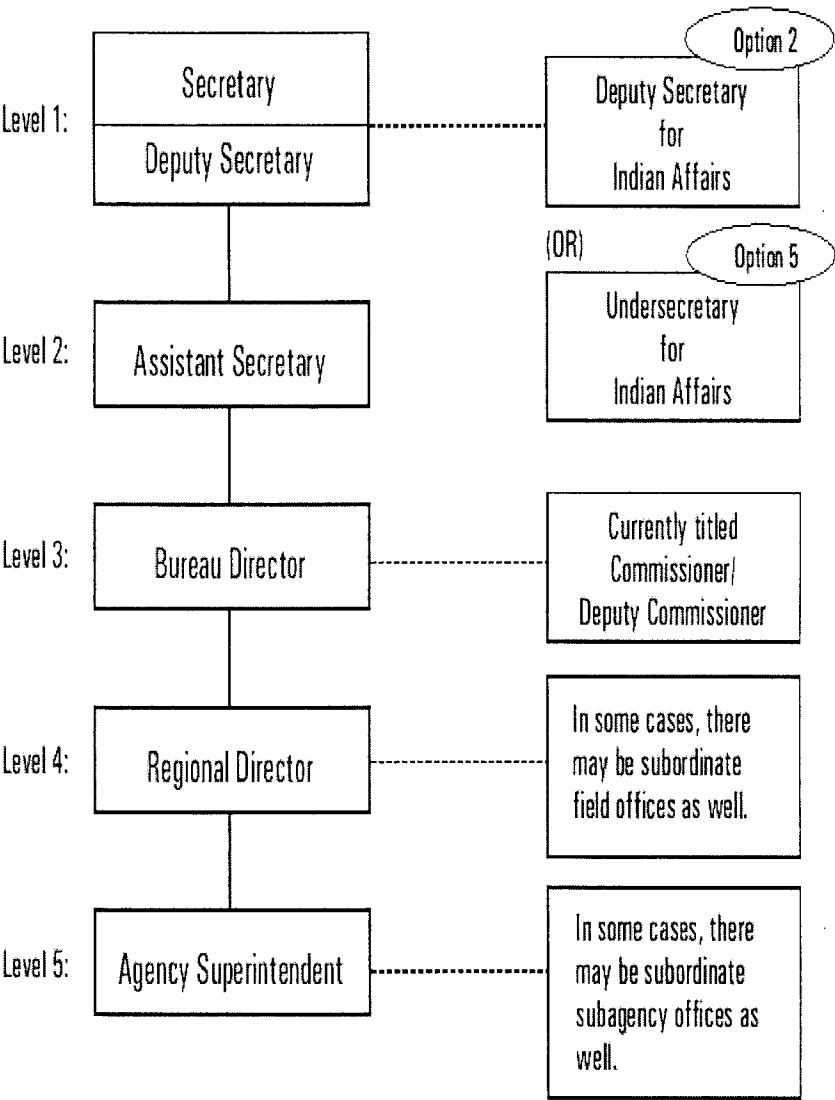 Option 2
Level 1:
Secretary
Deputy Secretary
Deputy Secretary
for
Indian Affairs
(OR)
Option 5
Level 2:
Assistant Secretary
Undersecretary
for
Indian Affairs
Level 3:
Bureau Director
Currently titled
Commissioner/
Deputy Commissioner
Level 4:
Regional Director
In some cases, there
may be subordinate
field offices as well.
Level 5:
Agency Superintendent
In some cases, there
may be subordinate
subagency offices as
well.